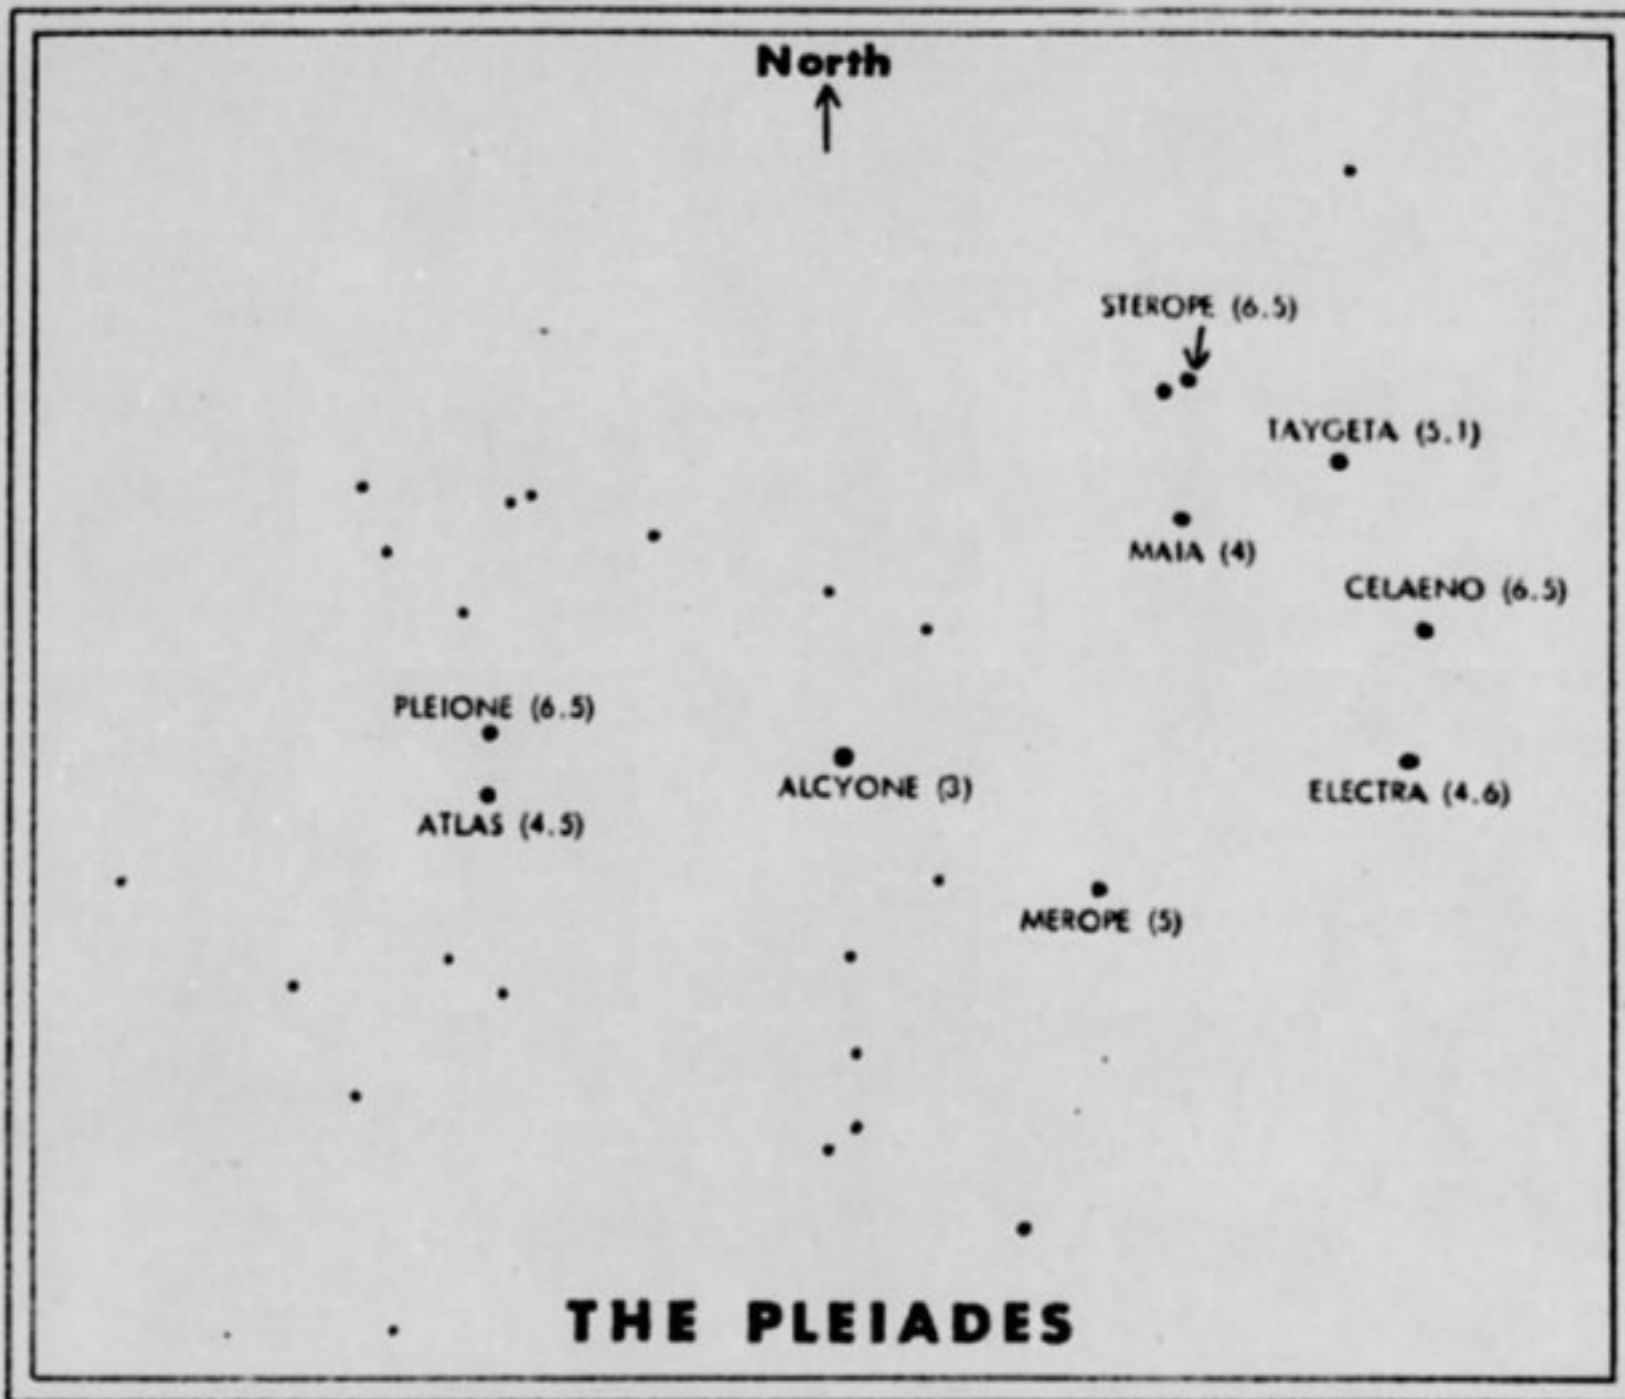 North
STEROPE (6.5)
TAYGETA (5.1)
MAIA (4)
CELAENO (6.5)
PLEIONE (6.5)
ALCYONE (3)
ELECTRA (4.6)
ATLAS (4.5)
MEROPE (5)
THE PLEIADES